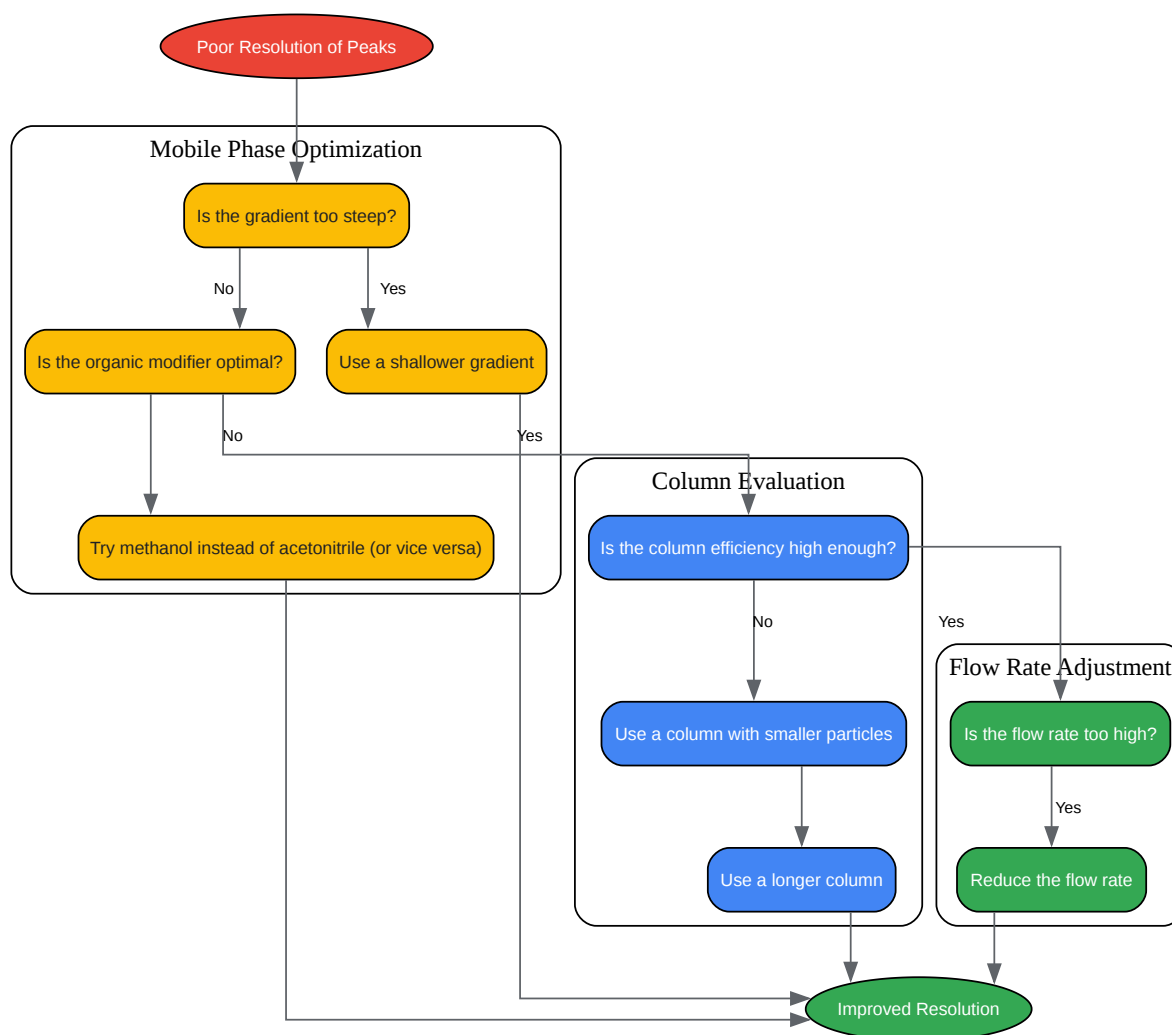 Poor Resolution of Peaks
Mobile Phase Optimization
Is the gradient too steep?
No
Yes
Is the organic modifier optimal?
Use a shallower gradient
No
Yes
Column Evaluation
Try methanol instead of acetonitrile (or vice versa)
Is the column efficiency high enough?
No
Yes
Flow Rate Adjustment
Use a column with smaller particles
Is the flow rate too high?
Yes
Use a longer column
Reduce the flow rate
Improved Resolution